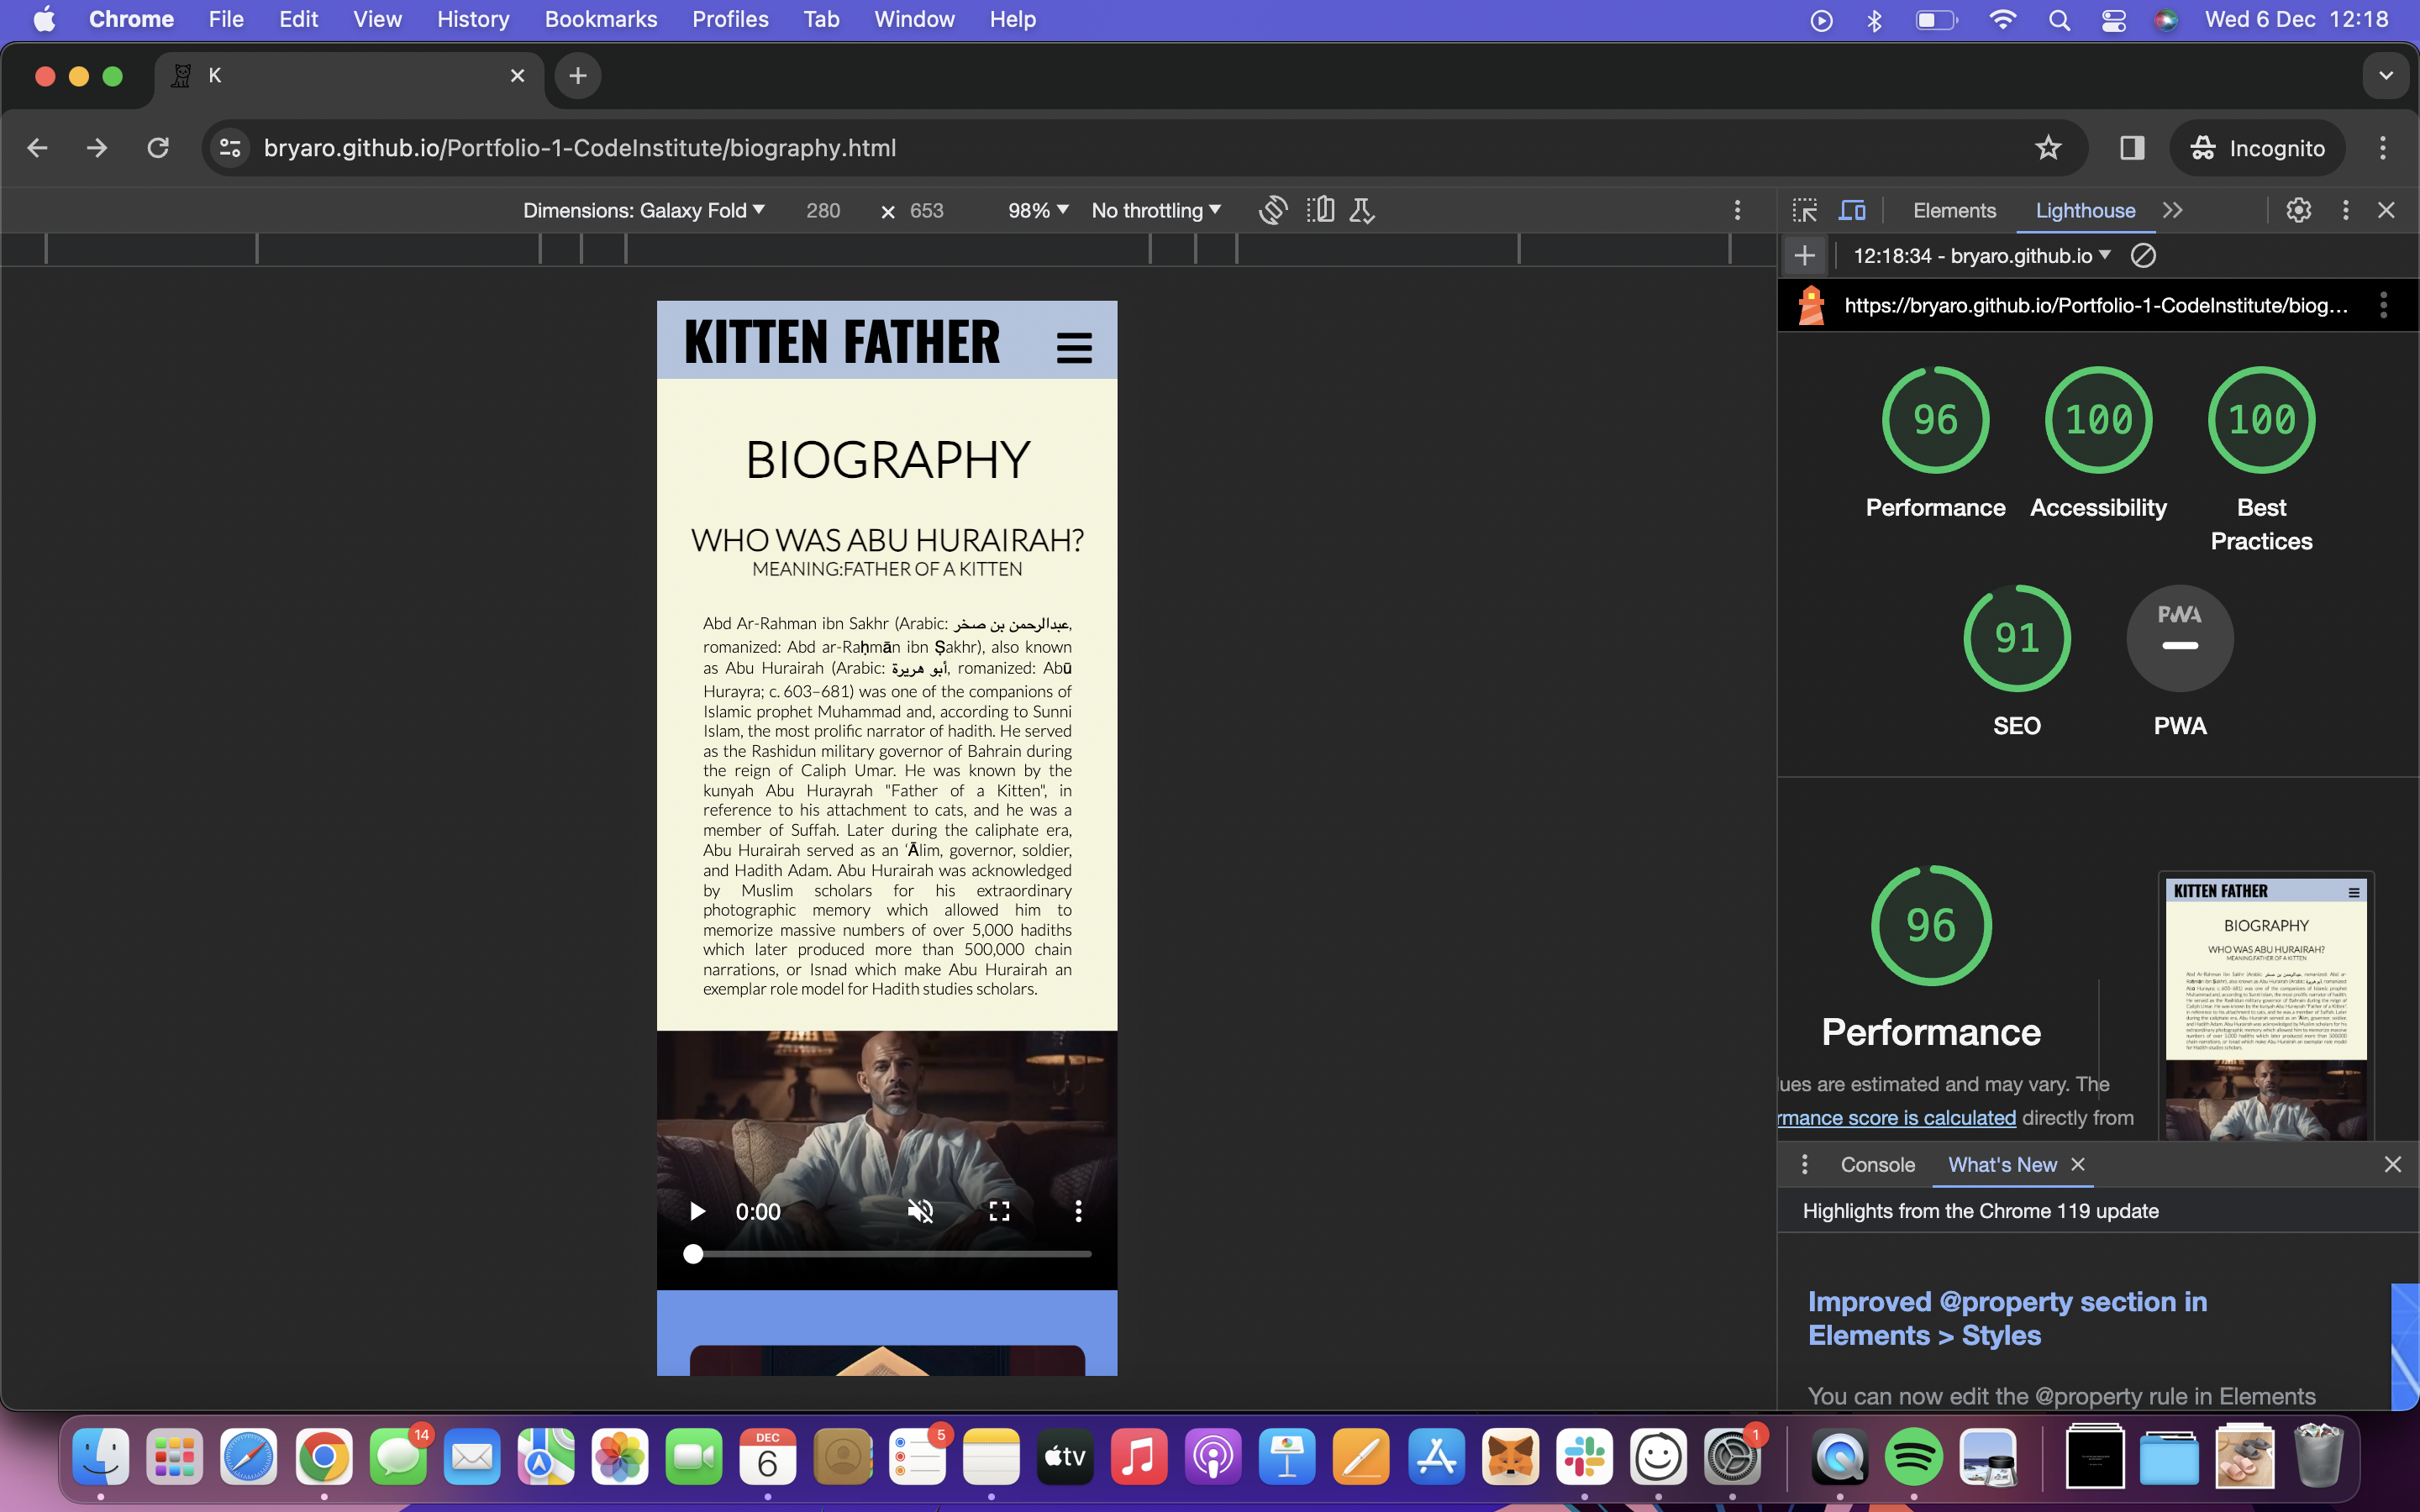 Chrome File Edit View History Bookmarks Profiles Tab Window Help Wed 6 Dec 12:18
K
bryaro.github.io/Portfolio-1-CodeInstitute/biography.html
Incognito
Dimensions: Galaxy Fold 280 × 653 98% No throttling
Elements Lighthouse
12:18:34 - bryaro.github.io
https://bryaro.github.io/Portfolio-1-CodeInstitute/biog...
KITTEN FATHER
BIOGRAPHY
WHO WAS ABU HURAIRAH?
MEANING:FATHER OF A KITTEN
Abd Ar-Rahman ibn Sakhr (Arabic: عبدالرحمن بن صخر,
romanized: Abd ar-Raḥmān ibn Ṣakhr), also known
as Abu Hurairah (Arabic: أبو هريرة, romanized: Abū
Hurayra; c. 603–681) was one of the companions of
Islamic prophet Muhammad and, according to Sunni
Islam, the most prolific narrator of hadith. He served
as the Rashidun military governor of Bahrain during
the reign of Caliph Umar. He was known by the
kunyah Abu Hurayrah "Father of a Kitten", in
reference to his attachment to cats, and he was a
member of Suffah. Later during the caliphate era,
Abu Hurairah served as an ʿĀlim, governor, soldier,
and Hadith Adam. Abu Hurairah was acknowledged
by Muslim scholars for his extraordinary
photographic memory which allowed him to
memorize massive numbers of over 5,000 hadiths
which later produced more than 500,000 chain
narrations, or Isnad which make Abu Hurairah an
exemplar role model for Hadith studies scholars.
0:00
96 100 100
Performance Accessibility Best
Practices
91 PWA
SEO PWA
96
Performance
lues are estimated and may vary. The
rmance score is calculated directly from
KITTEN FATHER
BIOGRAPHY
WHO WAS ABU HURAIRAH?
MEANING:FATHER OF A KITTEN
Console What's New
Highlights from the Chrome 119 update
Improved @property section in
Elements > Styles
You can now edit the @property rule in Elements
14
DEC
6
5
tv
1